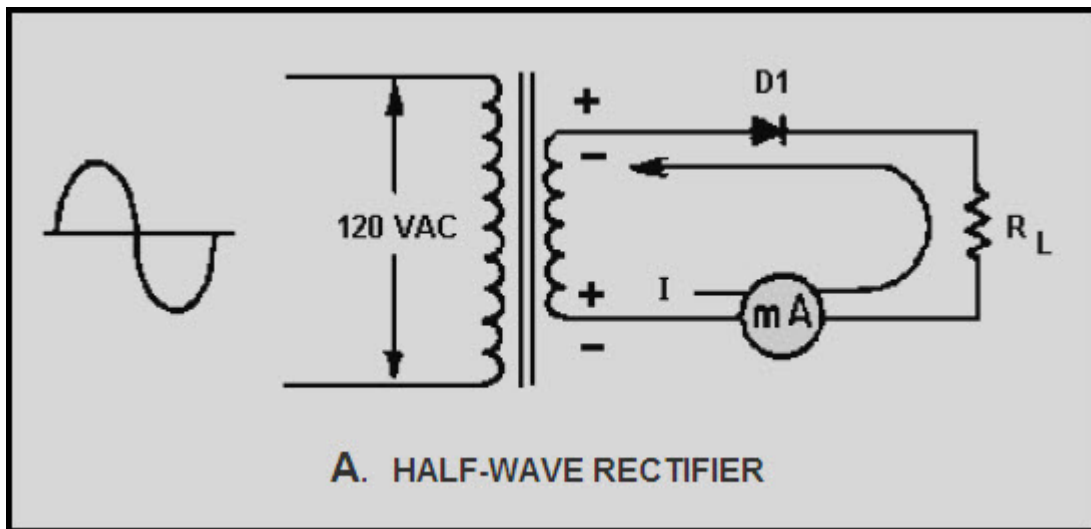 D1
+
−
120 VAC
R L
I
+
−
mA
A. HALF-WAVE RECTIFIER